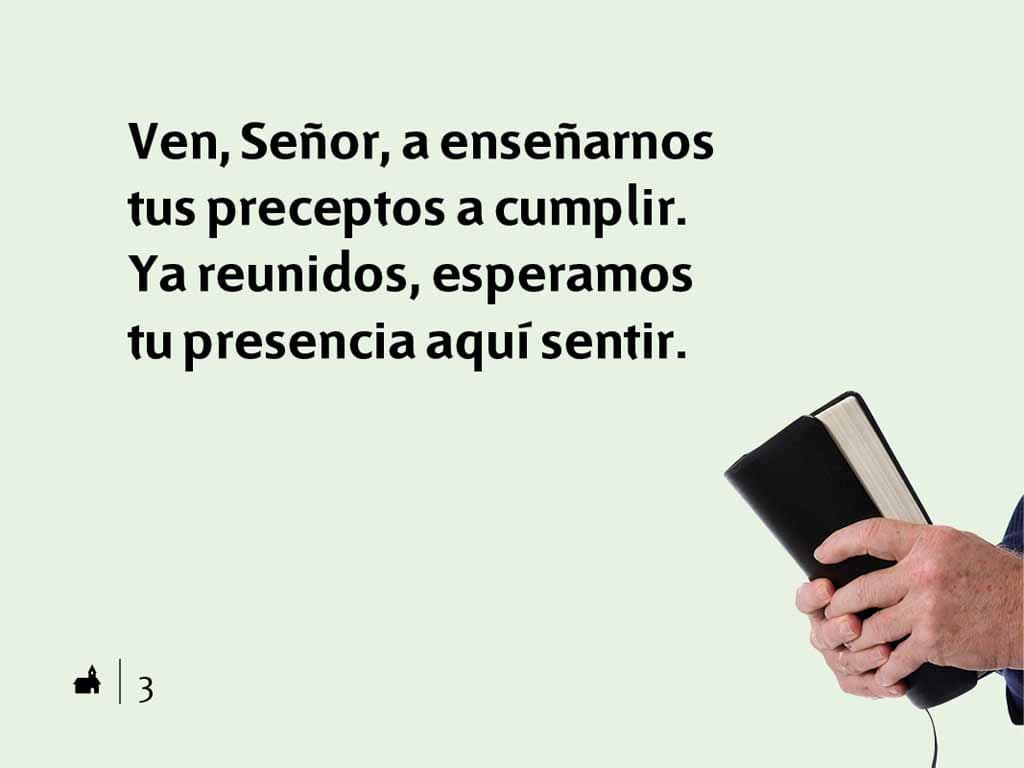 Ven, Señor, a enseñarnos
tus preceptos a cumplir.
Ya reunidos, esperamos
tu presencia aquí sentir.
3